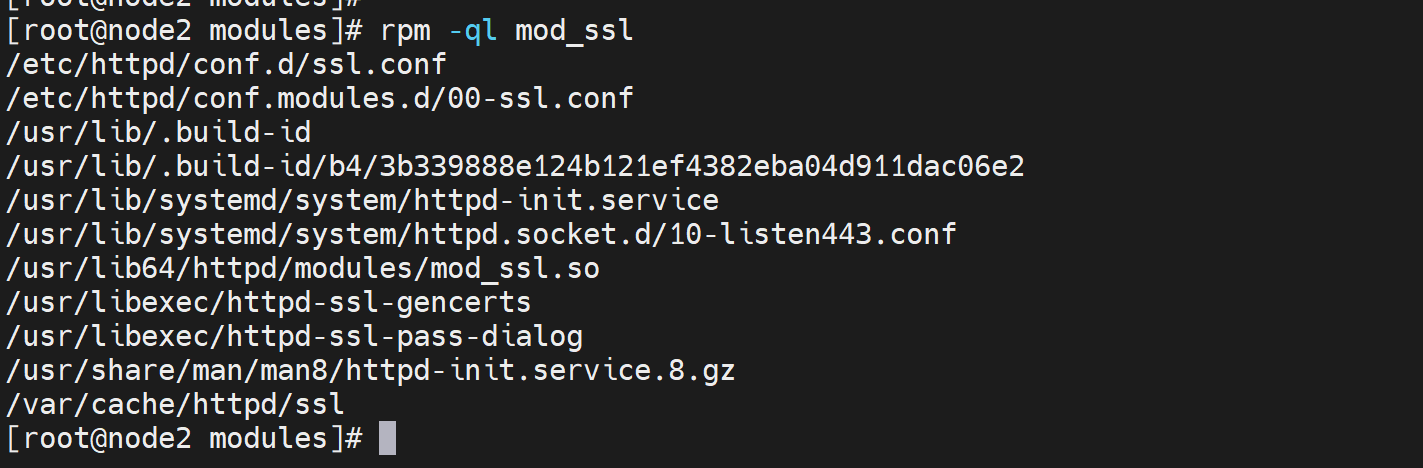 [root@node2 modules]#
[root@node2 modules]# rpm -ql mod_ssl
/etc/httpd/conf.d/ssl.conf
/etc/httpd/conf.modules.d/00-ssl.conf
/usr/lib/.build-id
/usr/lib/.build-id/b4/3b339888e124b121ef4382eba04d911dac06e2
/usr/lib/systemd/system/httpd-init.service
/usr/lib/systemd/system/httpd.socket.d/10-listen443.conf
/usr/lib64/httpd/modules/mod_ssl.so
/usr/libexec/httpd-ssl-gencerts
/usr/libexec/httpd-ssl-pass-dialog
/usr/share/man/man8/httpd-init.service.8.gz
/var/cache/httpd/ssl
[root@node2 modules]#